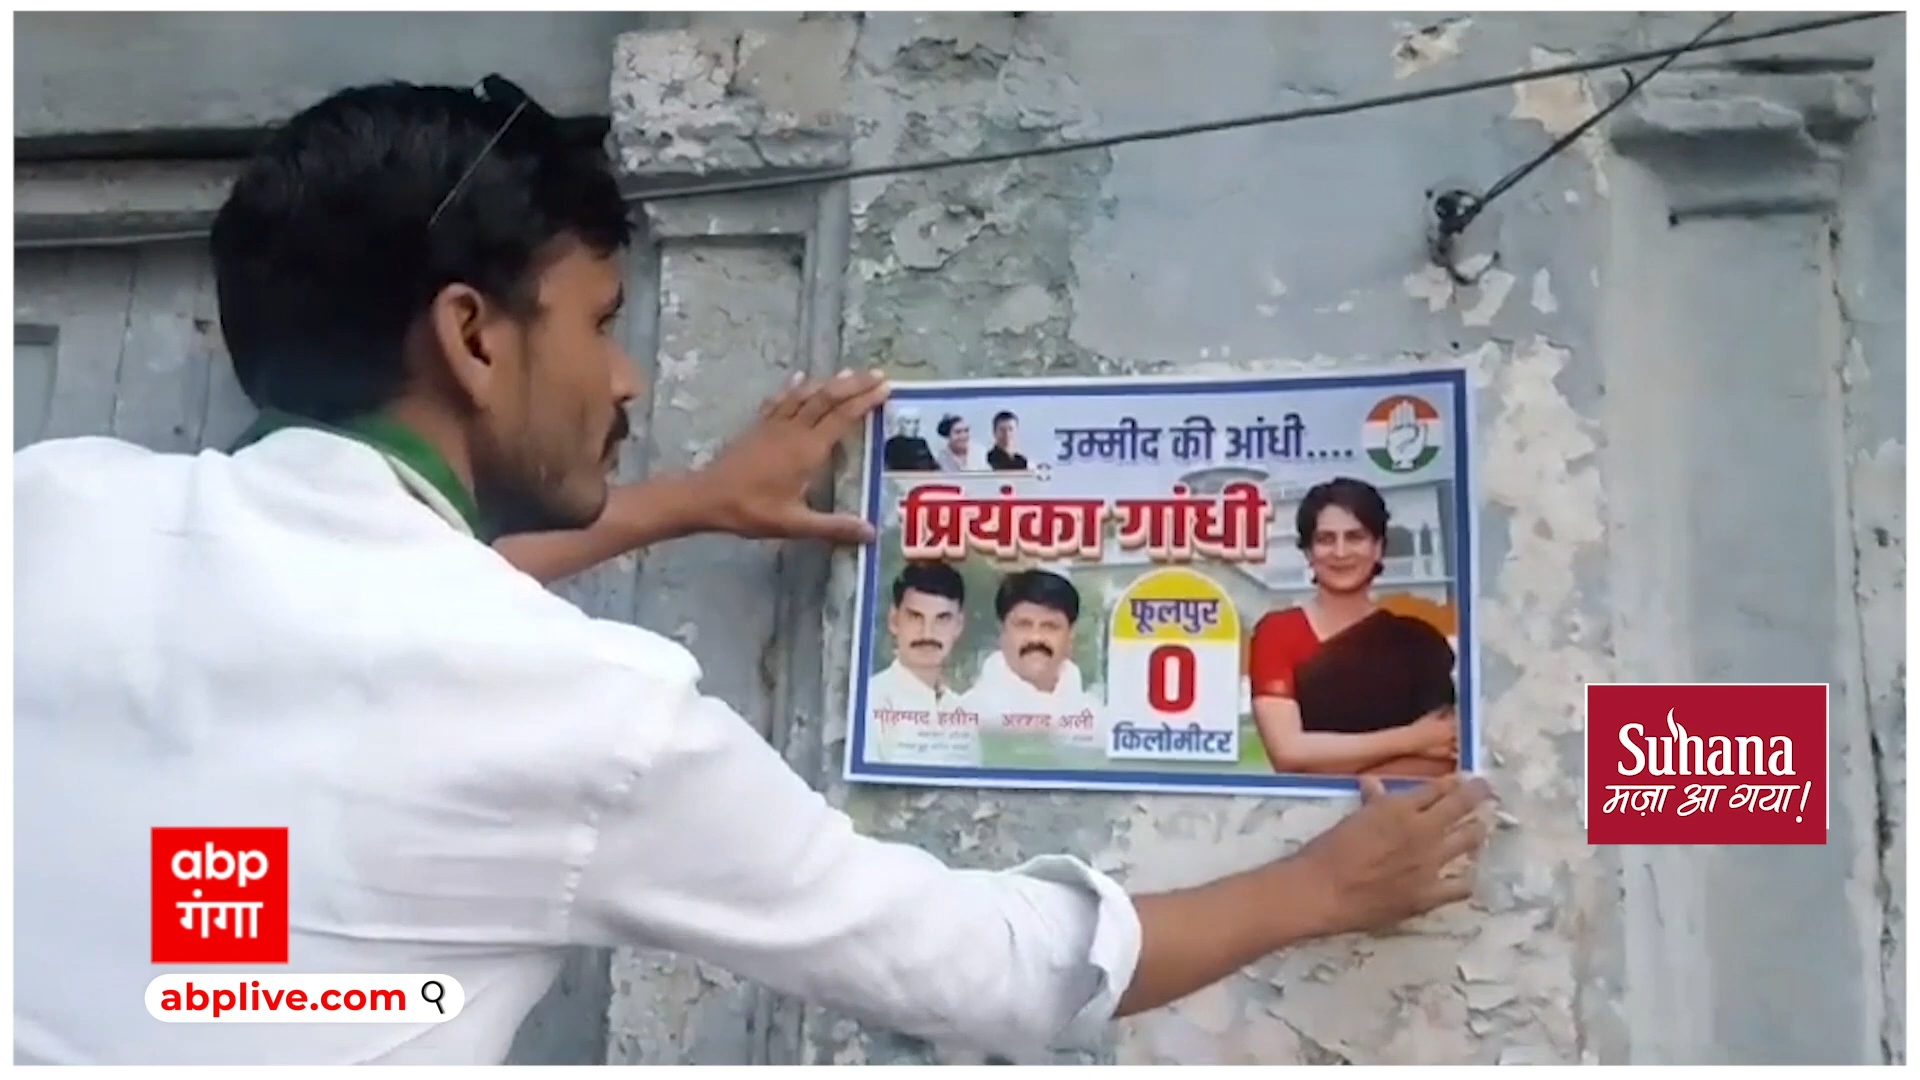 उम्मीद की आंधी....
प्रियंका गांधी
फूलपुर
0
किलोमीटर
मोहम्मद हसीन
अरशद अली
Suhana
मज़ा आ गया!
abp
गंगा
abplive.com